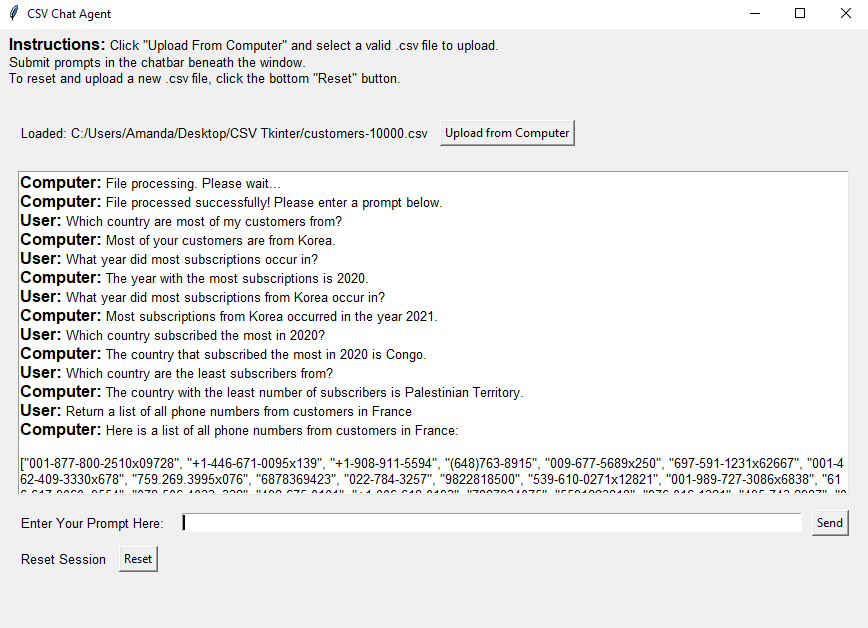 CSV Chat Agent
Instructions: Click "Upload From Computer" and select a valid .csv file to upload.
Submit prompts in the chatbar beneath the window.
To reset and upload a new .csv file, click the bottom "Reset" button.
Loaded: C:/Users/Amanda/Desktop/CSV Tkinter/customers-10000.csv
Upload from Computer
Computer: File processing. Please wait...
Computer: File processed successfully! Please enter a prompt below.
User: Which country are most of my customers from?
Computer: Most of your customers are from Korea.
User: What year did most subscriptions occur in?
Computer: The year with the most subscriptions is 2020.
User: What year did most subscriptions from Korea occur in?
Computer: Most subscriptions from Korea occurred in the year 2021.
User: Which country subscribed the most in 2020?
Computer: The country that subscribed the most in 2020 is Congo.
User: Which country are the least subscribers from?
Computer: The country with the least number of subscribers is Palestinian Territory.
User: Return a list of all phone numbers from customers in France
Computer: Here is a list of all phone numbers from customers in France:
["001-877-800-2510x09728", "+1-446-671-0095x139", "+1-908-911-5594", "(648)763-8915", "009-677-5689x250", "697-591-1231x62667", "001-4
62-409-3330x678", "759.269.3995x076", "6878369423", "022-784-3257", "9822818500", "539-610-0271x12821", "001-989-727-3086x6838", "61
Enter Your Prompt Here:
Send
Reset Session
Reset